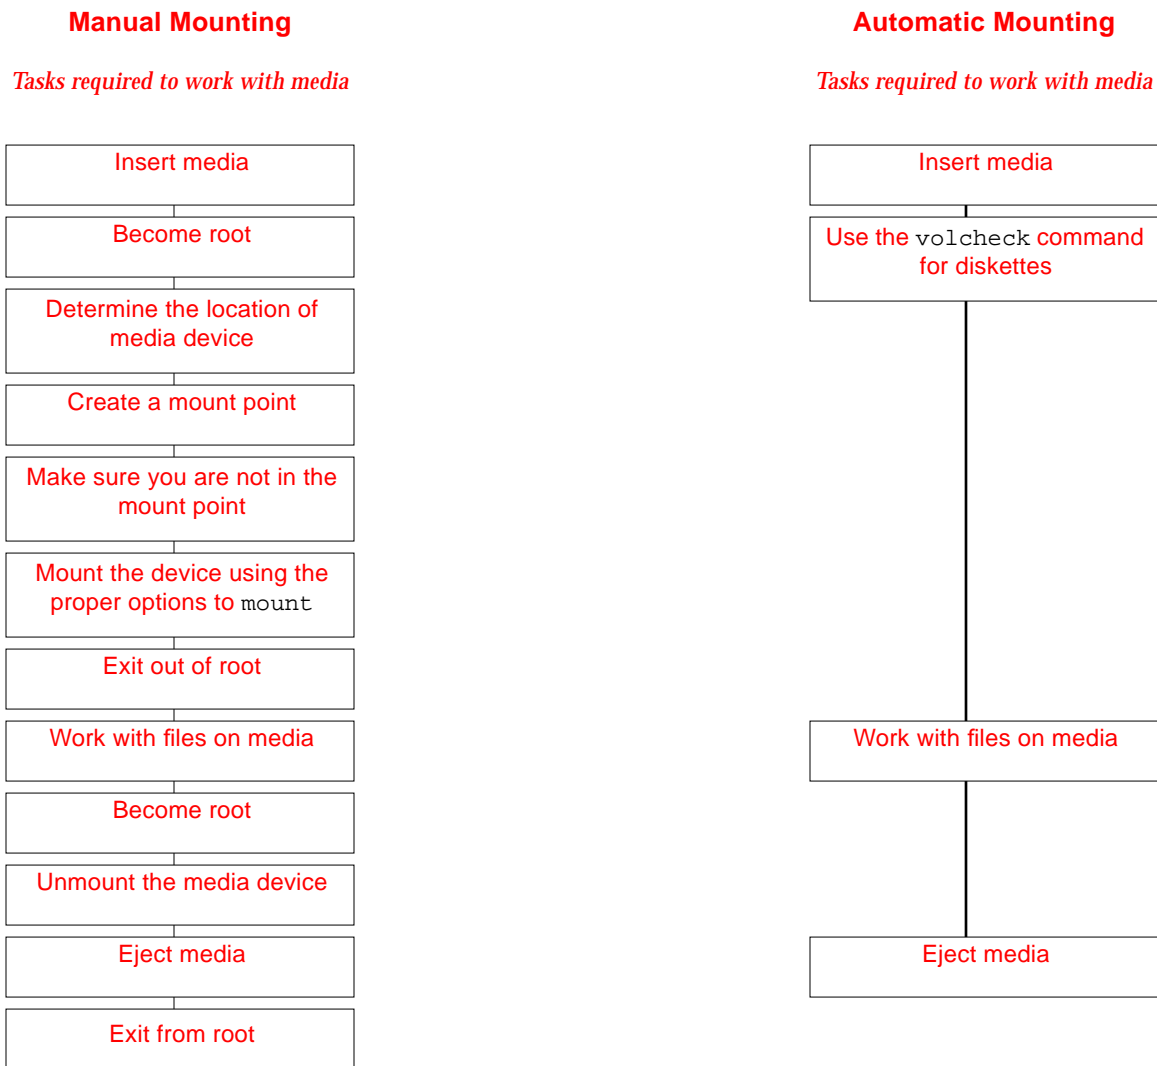 Manual Mounting
Tasks required to work with media
Insert media
Become root
Determine the location of
media device
Create a mount point
Make sure you are not in the
mount point
Mount the device using the
proper options to mount
Exit out of root
Work with files on media
Become root
Unmount the media device
Eject media
Exit from root
Automatic Mounting
Tasks required to work with media
Insert media
Use the volcheck command
for diskettes
Work with files on media
Eject media